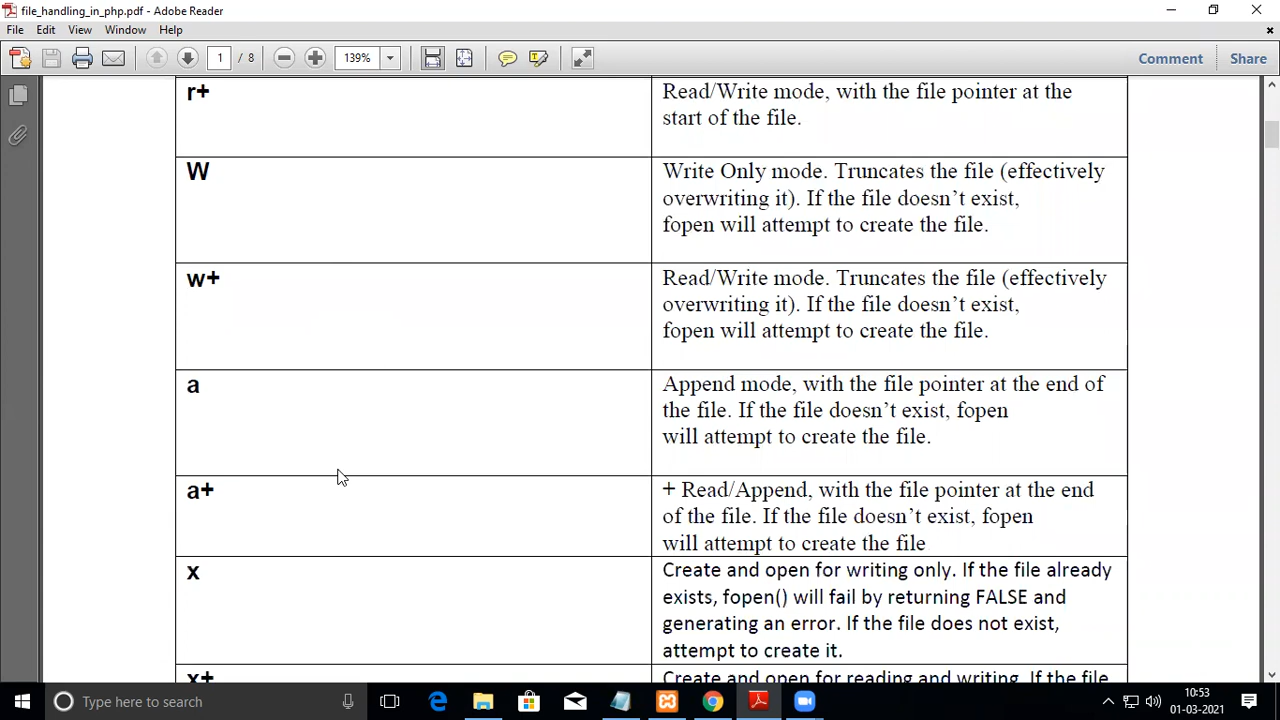 file_handling_in_php.pdf - Adobe Reader
File Edit View Window Help
1 / 8 139% Comment Share
r+
Read/Write mode, with the file pointer at the
start of the file.
W
Write Only mode. Truncates the file (effectively
overwriting it). If the file doesn’t exist,
fopen will attempt to create the file.
w+
Read/Write mode. Truncates the file (effectively
overwriting it). If the file doesn’t exist,
fopen will attempt to create the file.
a
Append mode, with the file pointer at the end of
the file. If the file doesn’t exist, fopen
will attempt to create the file.
a+
+ Read/Append, with the file pointer at the end
of the file. If the file doesn’t exist, fopen
will attempt to create the file
x
Create and open for writing only. If the file already
exists, fopen() will fail by returning FALSE and
generating an error. If the file does not exist,
attempt to create it.
x+
Create and open for reading and writing. If the file
Type here to search
10:53
01-03-2021